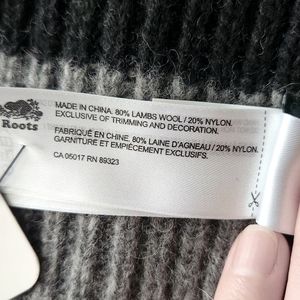 Roots
MADE IN CHINA. 80% LAMBS WOOL / 20% NYLON.
EXCLUSIVE OF TRIMMING AND DECORATION.
FABRIQUÉ EN CHINE. 80% LAINE D'AGNEAU / 20% NYLON.
GARNITURE ET EMPIÈCEMENT EXCLUSIFS.
CA 05017 RN 89323